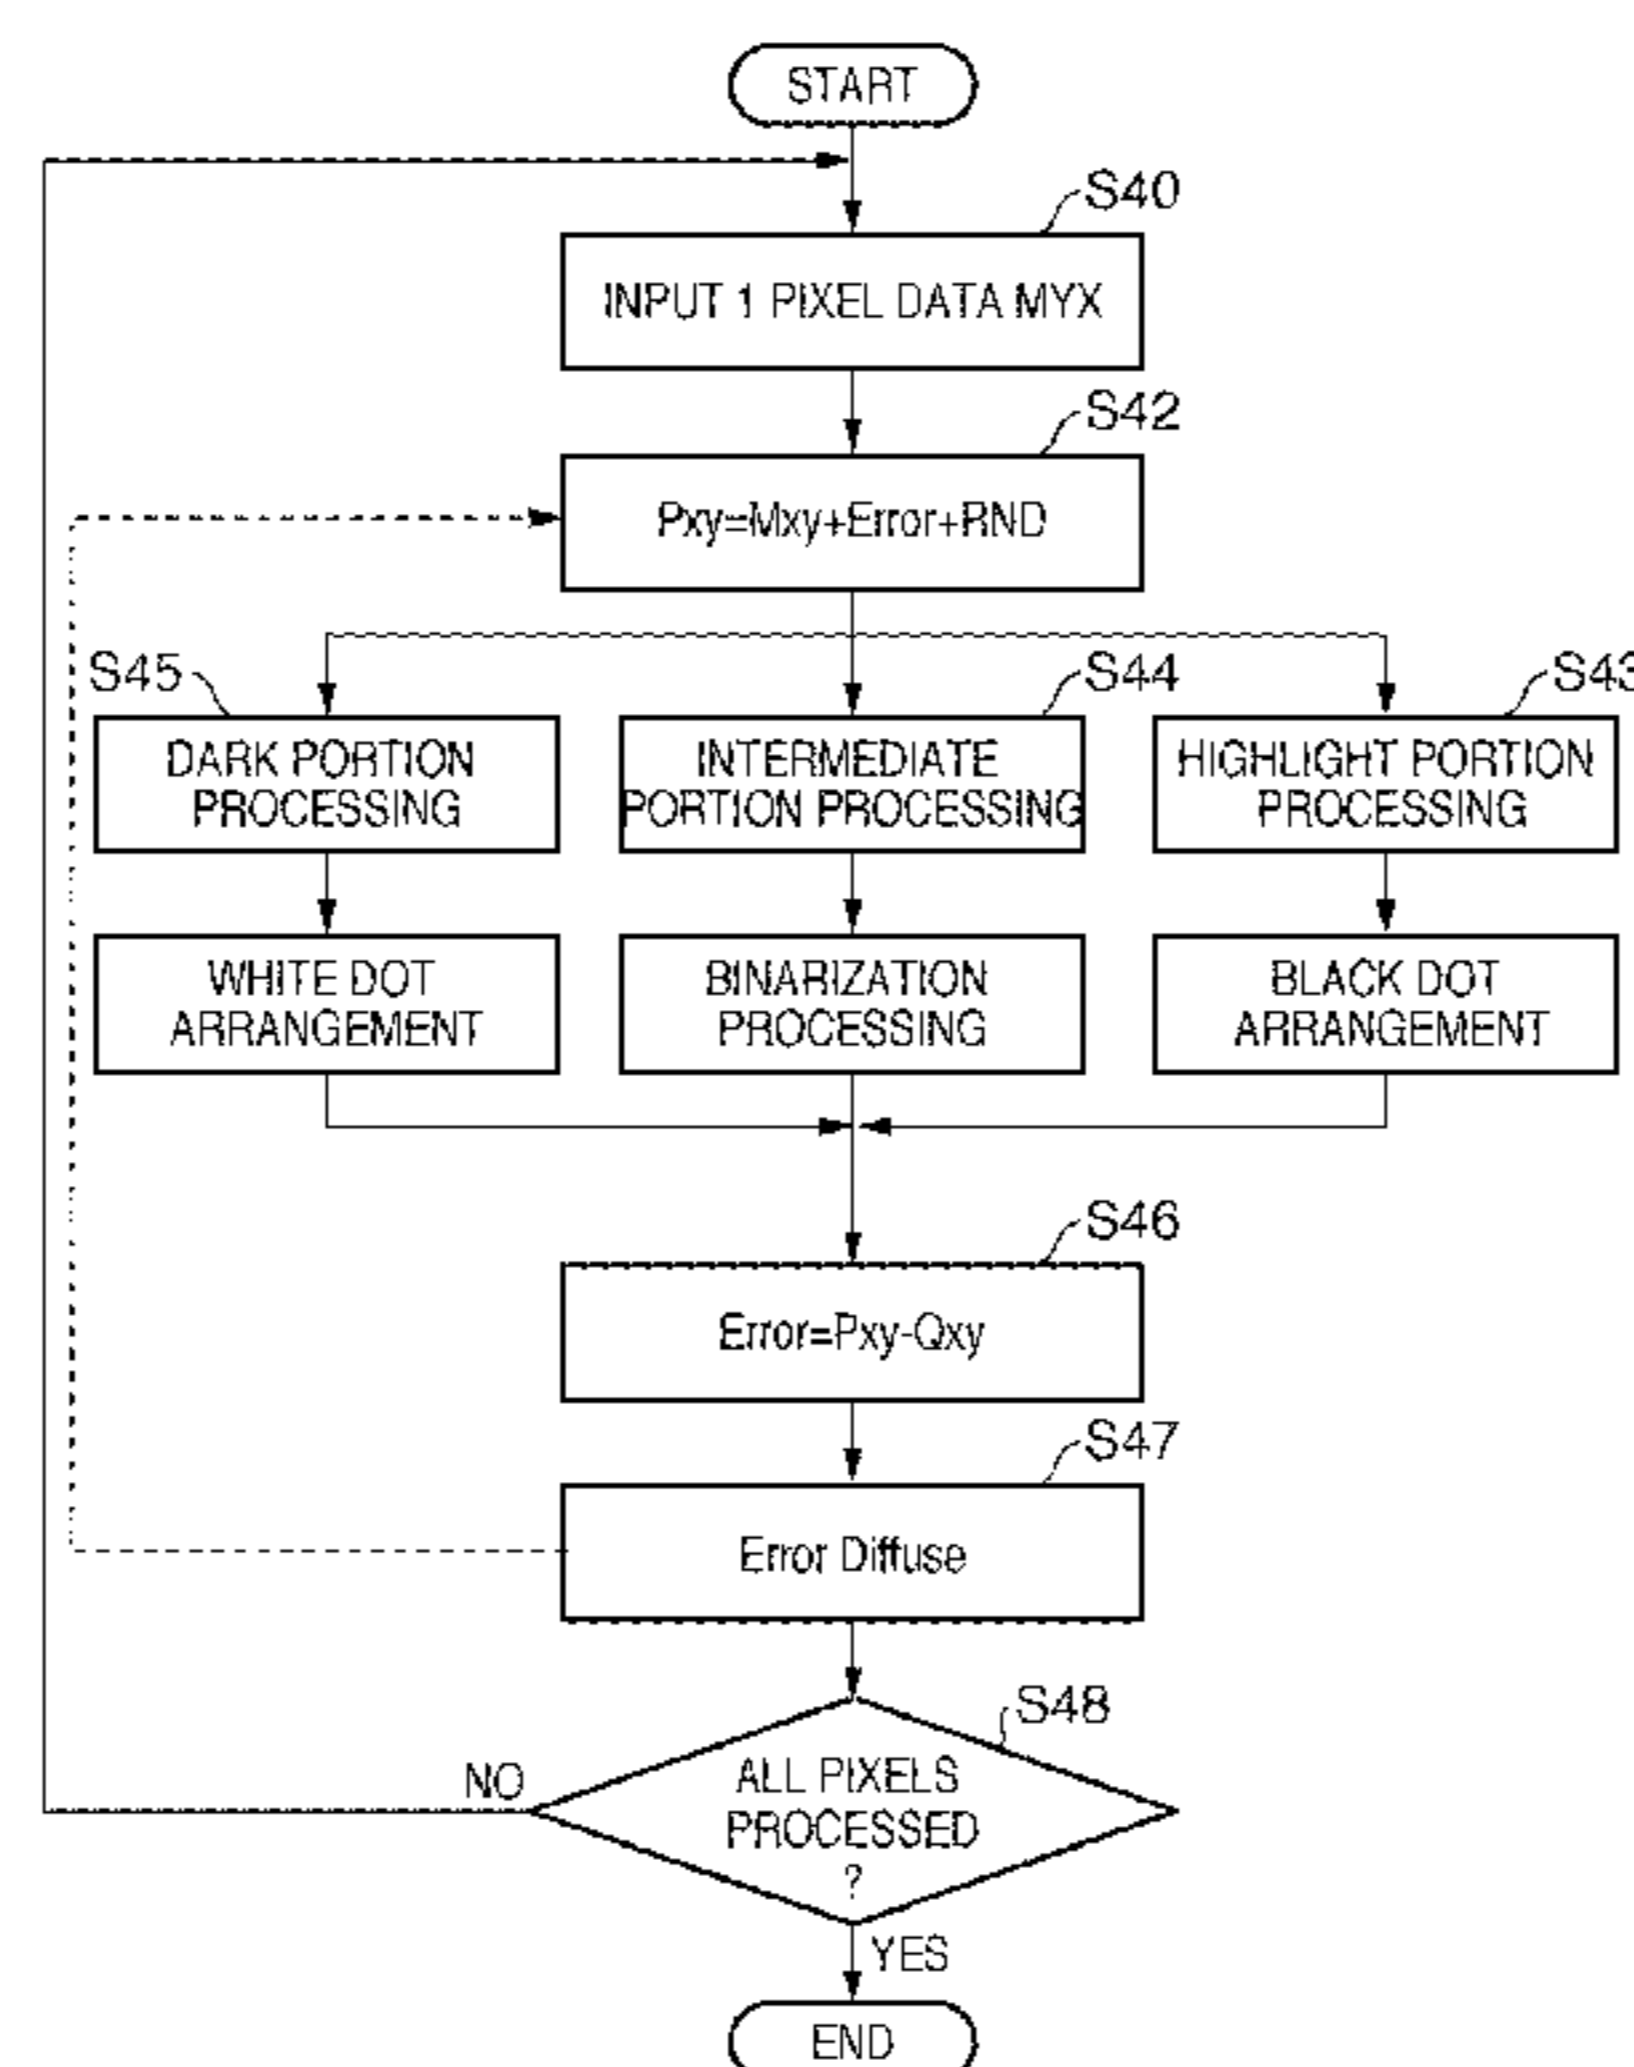 START
S40
INPUT 1 PIXEL DATA MYX
S42
Pxy=Mxy+Error+RND
S45
S44
S43
DARK PORTION
PROCESSING
INTERMEDIATE
PORTION PROCESSING
HIGHLIGHT PORTION
PROCESSING
WHITE DOT
ARRANGEMENT
BINARIZATION
PROCESSING
BLACK DOT
ARRANGEMENT
S46
Error=Pxy-Qxy
S47
Error Diffuse
S48
NO
ALL PIXELS
PROCESSED
?
YES
END